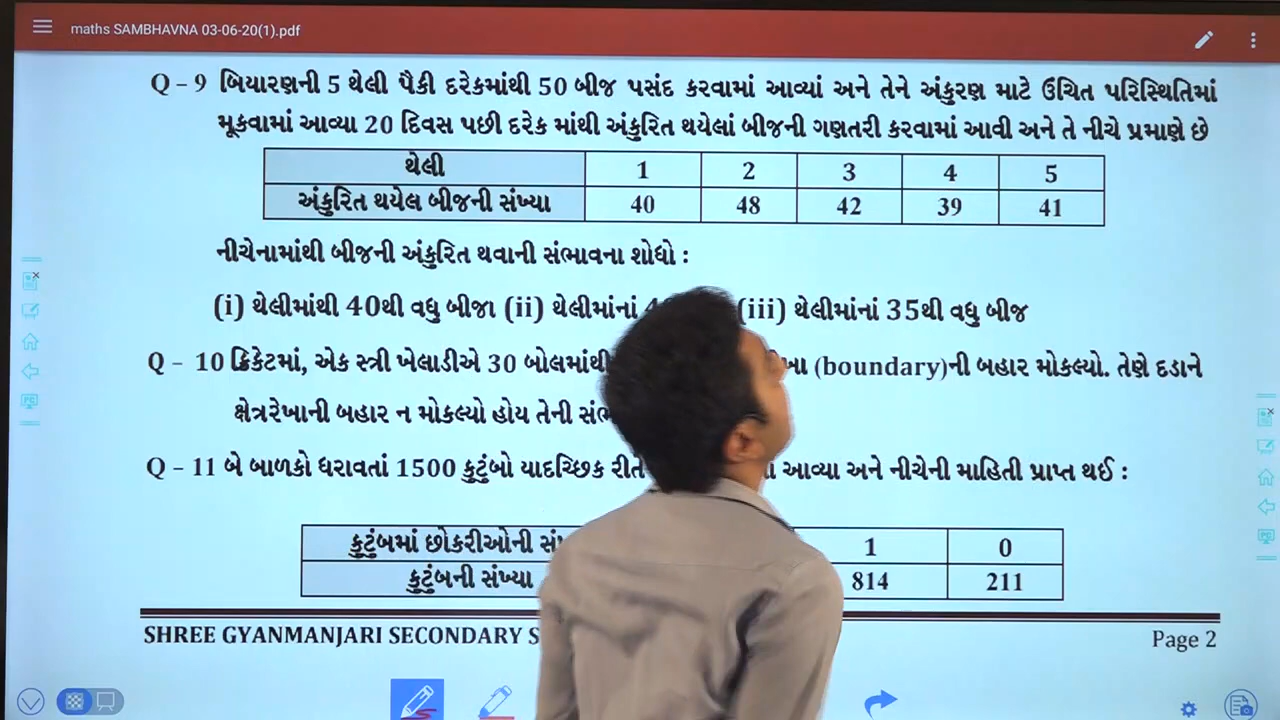 maths SAMBHAVNA 03-06-20(1).pdf
Q – 9 બિયારણની 5 થેલી પૈકી દરેકમાંથી 50 બીજ પસંદ કરવામાં આવ્યાં અને તેને અંકુરણ માટે ઉચિત પરિસ્થિતિમાં
મૂકવામાં આવ્યા 20 દિવસ પછી દરેક માંથી અંકુરિત થયેલાં બીજની ગણતરી કરવામાં આવી અને તે નીચે પ્રમાણે છે
થેલી 1 2 3 4 5
અંકુરિત થયેલ બીજની સંખ્યા 40 48 42 39 41
નીચેનામાંથી બીજની અંકુરિત થવાની સંભાવના શોધો :
(i) થેલીમાંથી 40થી વધુ બીજા (ii) થેલીમાંનાં (iii) થેલીમાંનાં 35થી વધુ બીજ
Q – 10 ક્રિકેટમાં, એક સ્ત્રી ખેલાડીએ 30 બોલમાંથી (boundary)ની બહાર મોકલ્યો. તેણે દડાને
ક્ષેત્રરેખાની બહાર ન મોકલ્યો હોય તેની
Q – 11 બે બાળકો ધરાવતાં 1500 કુટુંબો યાદચ્છિક આવ્યા અને નીચેની માહિતી પ્રાપ્ત થઈ :
કુટુંબમાં છોકરીઓની 1 0
કુટુંબની સંખ્યા 814 211
SHREE GYANMANJARI SECONDARY Page 2